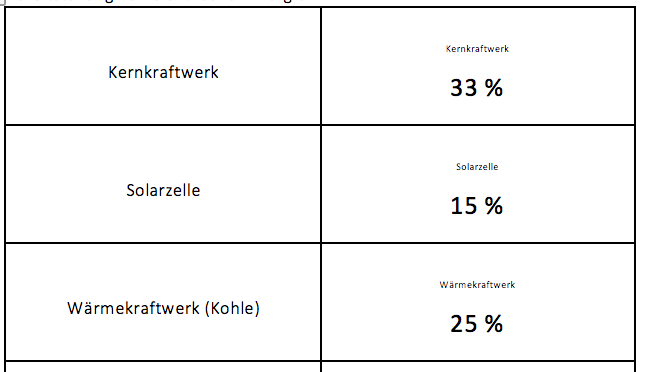 Kernkraftwerk
Kernkraftwerk
33 %
Solarzelle
Solarzelle
15 %
Wärmekraftwerk (Kohle)
Wärmekraftwerk
25 %